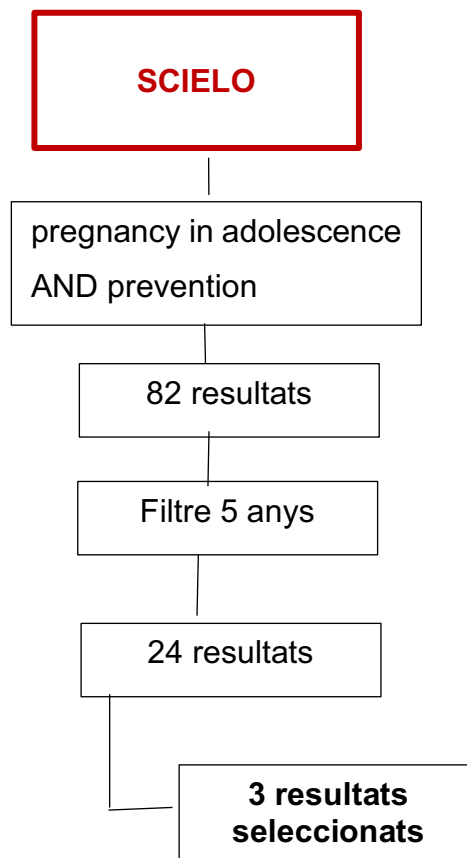 SCIELO
pregnancy in adolescence
AND prevention
82 resultats
Filtre 5 anys
24 resultats
3 resultats
seleccionats